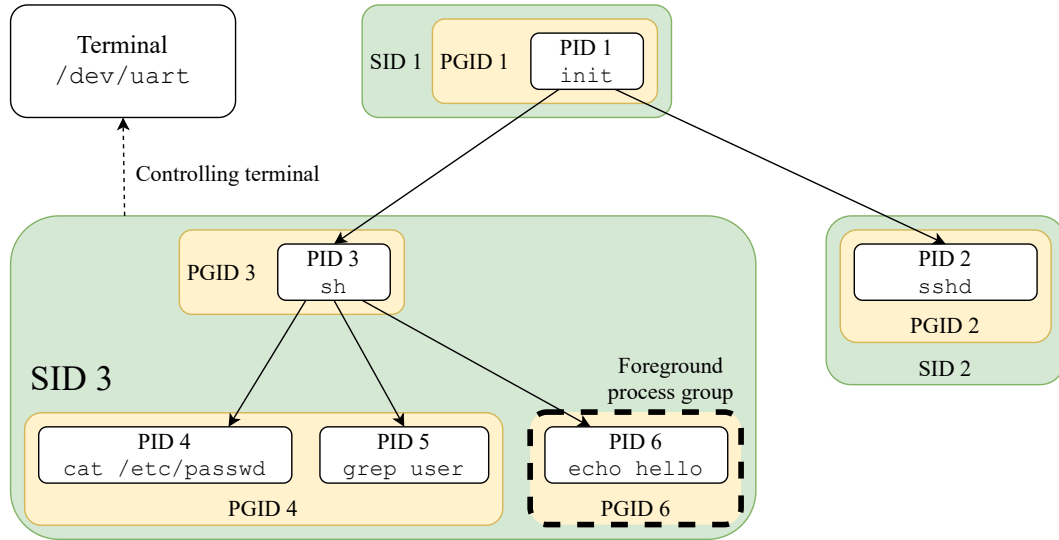 Terminal
/dev/uart
SID 1
PGID 1
PID 1
init
Controlling terminal
PGID 3
PID 3
sh
PID 2
sshd
PGID 2
SID 2
SID 3
Foreground
process group
PID 4
cat /etc/passwd
PID 5
grep user
PGID 4
PID 6
echo hello
PGID 6